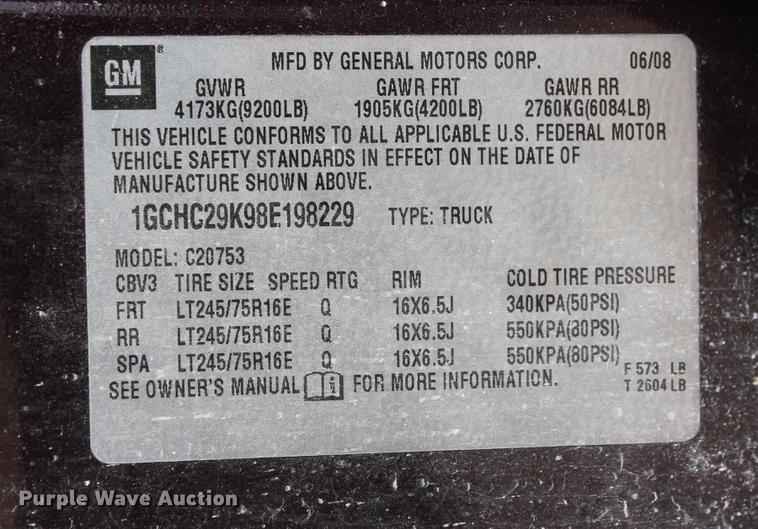 GM ® MFD BY GENERAL MOTORS CORP. 06/08
GVWR GAWR FRT GAWR RR
4173KG(9200LB) 1905KG(4200LB) 2760KG(6084LB)
THIS VEHICLE CONFORMS TO ALL APPLICABLE U.S. FEDERAL MOTOR
VEHICLE SAFETY STANDARDS IN EFFECT ON THE DATE OF
MANUFACTURE SHOWN ABOVE.
1GCHC29K98E198229 TYPE: TRUCK
MODEL: C20753
CBV3 TIRE SIZE SPEED RTG RIM COLD TIRE PRESSURE
FRT LT245/75R16E Q 16X6.5J 340KPA(50PSI)
RR LT245/75R16E Q 16X6.5J 550KPA(80PSI)
SPA LT245/75R16E Q 16X6.5J 550KPA(80PSI)
SEE OWNER'S MANUAL i FOR MORE INFORMATION.
F 573 LB
T 2604 LB
Purple Wave Auction